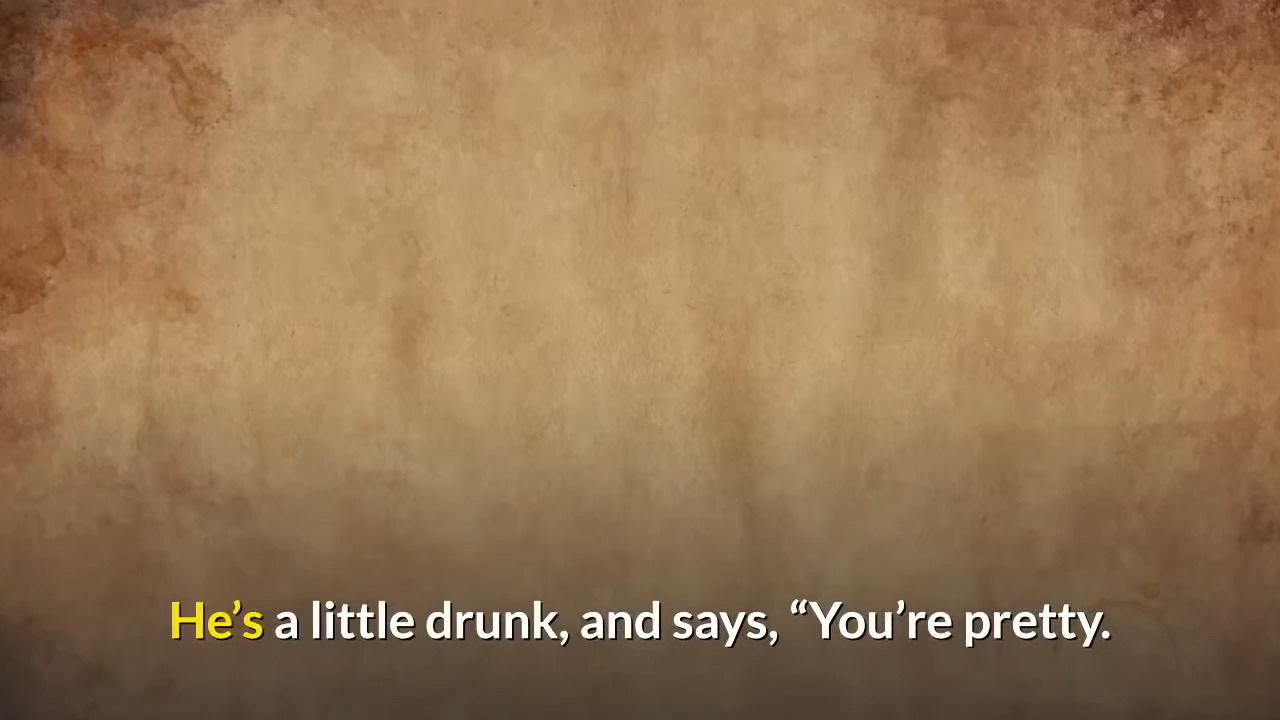 He’s a little drunk, and says, “You’re pretty.